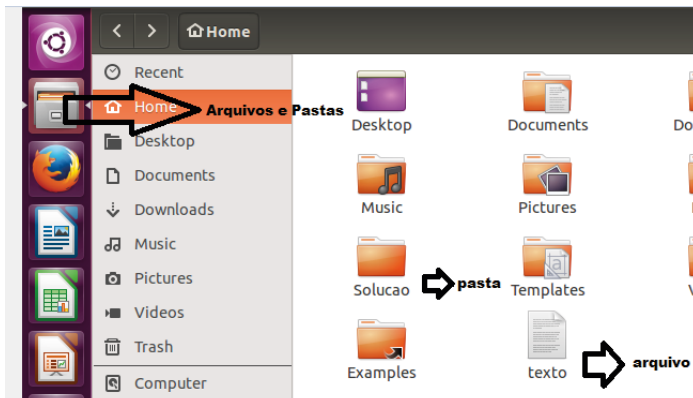 Home
Recent
Home
Arquivos e Pastas
Desktop
Documents
Downloads
Music
Pictures
Videos
Trash
Computer
Desktop
Documents
Do
Music
Pictures
Solucao
pasta
Templates
V
Examples
texto
arquivo